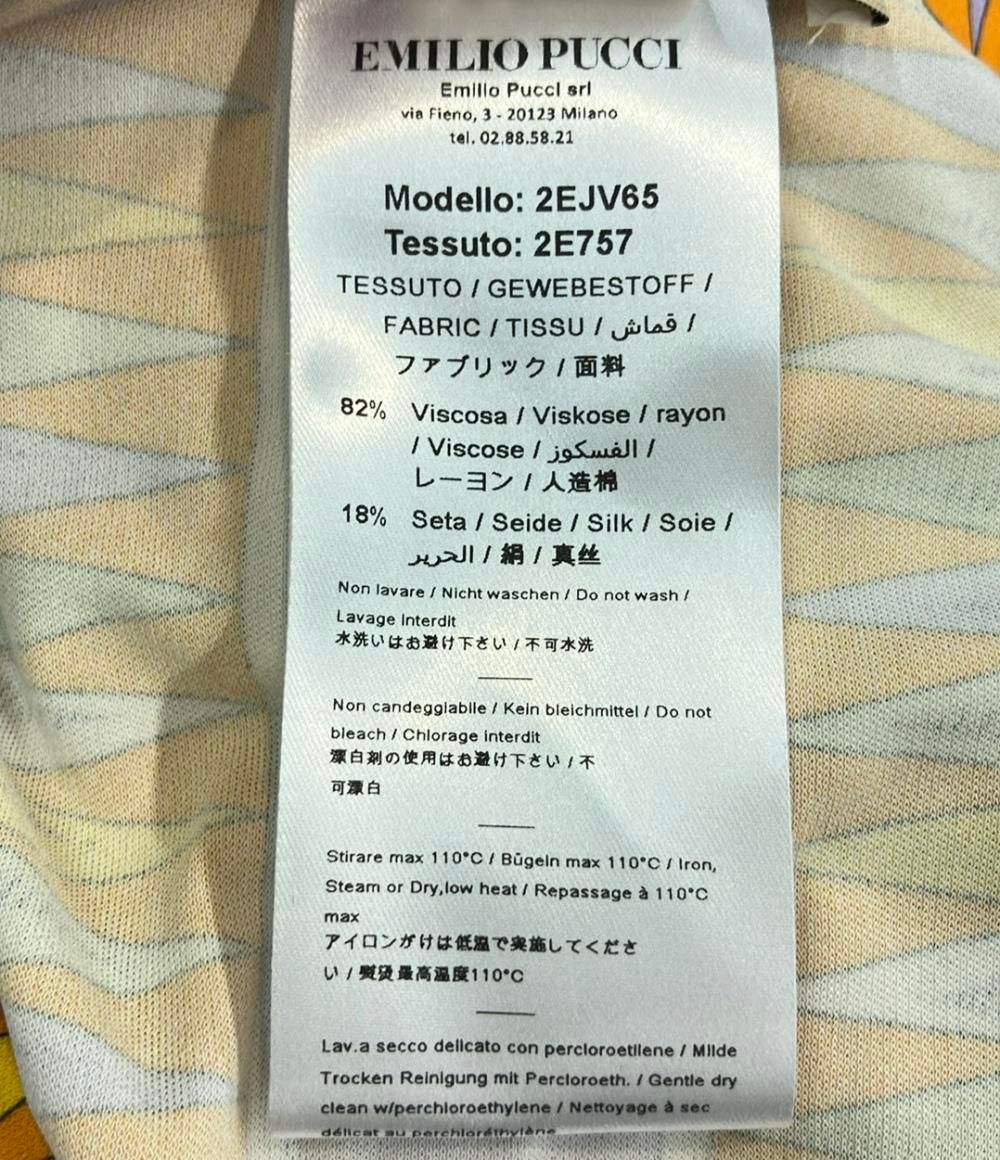 EMILIO PUCCI
Emilio Pucci srl
via Fieno, 3 - 20123 Milano
tel. 02.88.58.21
Modello: 2EJV65
Tessuto: 2E757
TESSUTO / GEWEBESTOFF /
FABRIC / TISSU / قماش /
ファブリック / 面料
82% Viscosa / Viskose / rayon
/ Viscose / الفسكوز /
レーヨン / 人造棉
18% Seta / Seide / Silk / Soie /
الحرير / 絹 / 真丝
Non lavare / Nicht waschen / Do not wash /
Lavage Interdit
水洗いはお避け下さい / 不可水洗
Non candeggiabile / Kein bleichmittel / Do not
bleach / Chlorage interdit
漂白剤の使用はお避け下さい / 不
可漂白
Stirare max 110°C / Bügeln max 110°C / Iron,
Steam or Dry,low heat / Repassage à 110°C
max
アイロンがけは低温で実施してくださ
い / 熨烫最高温度110°C
Lav.a secco delicato con percloroetilene / Milde
Trocken Reinigung mit Percloroeth. / Gentle dry
clean w/perchloroethylene / Nettoyage à sec
délicat au perchloréthylène